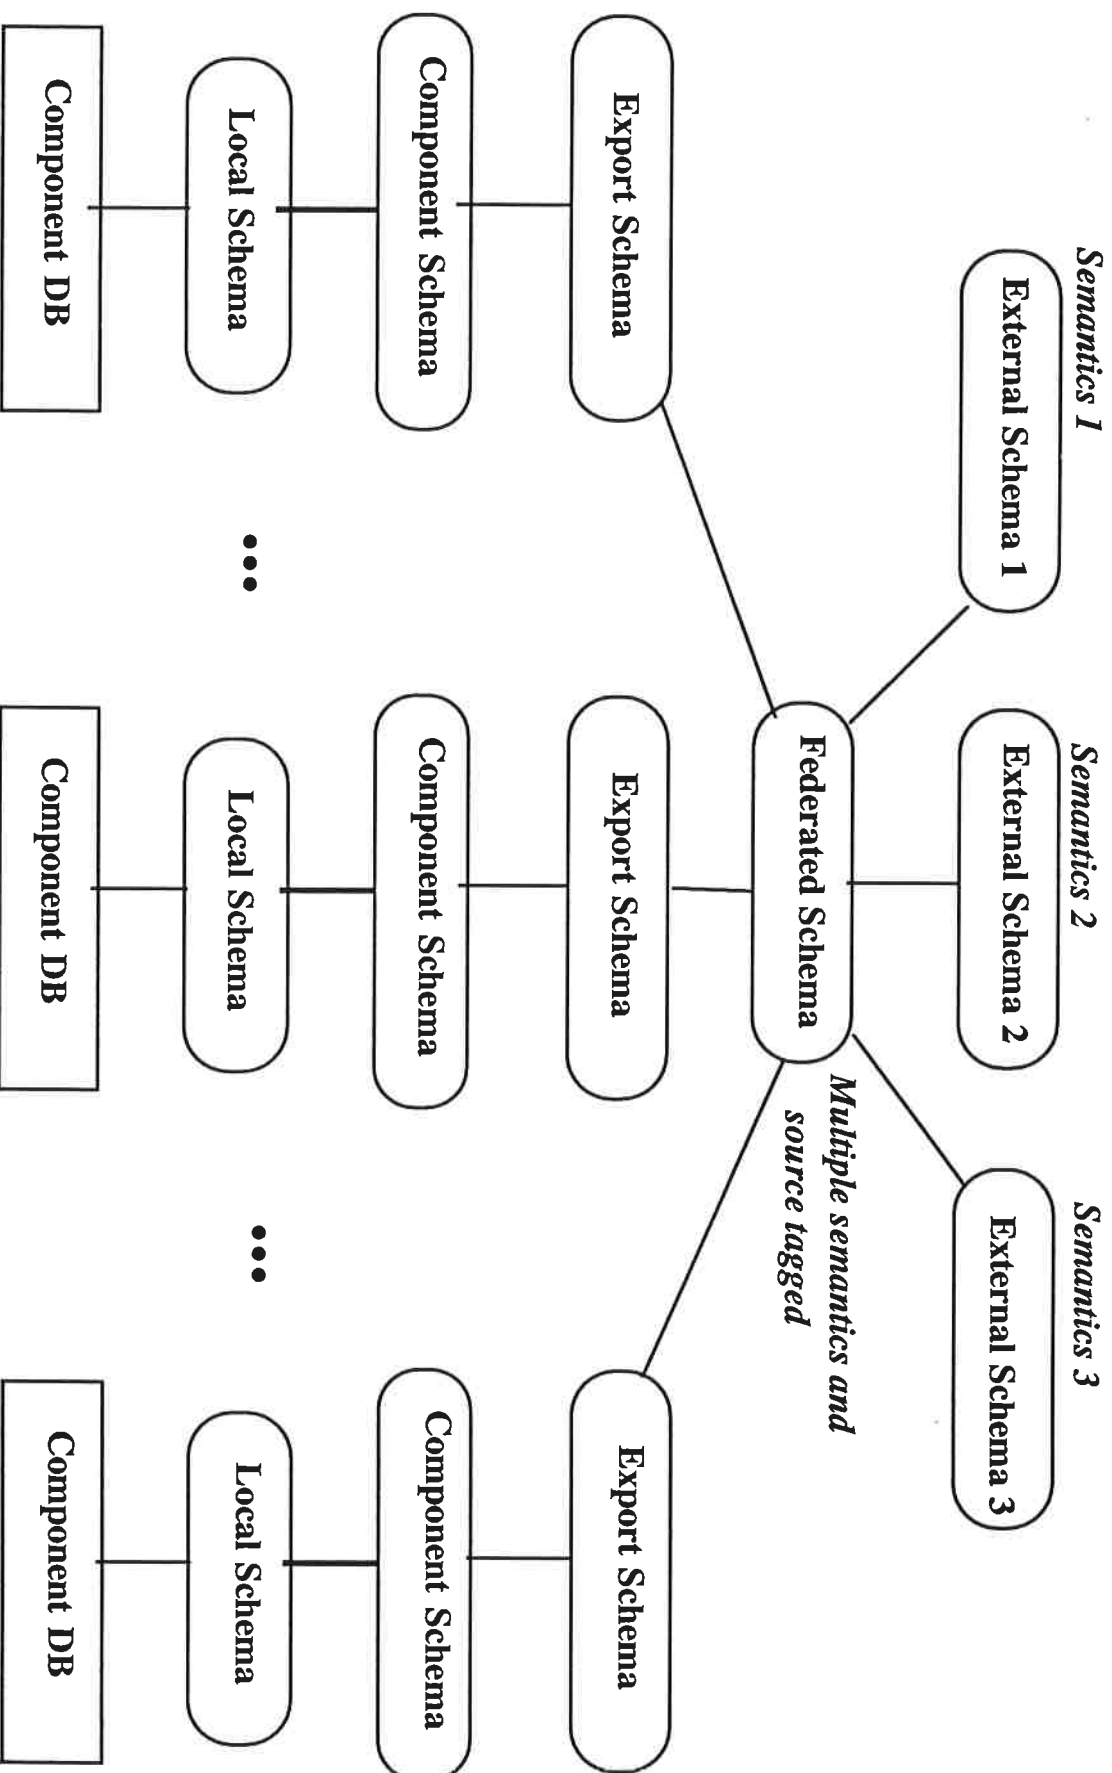 Semantics 1
Semantics 2
Semantics 3
External Schema 1
External Schema 2
External Schema 3
Federated Schema
Multiple semantics and
source tagged
Export Schema
Export Schema
Export Schema
Component Schema
Component Schema
Component Schema
Local Schema
Local Schema
Local Schema
Component DB
Component DB
Component DB